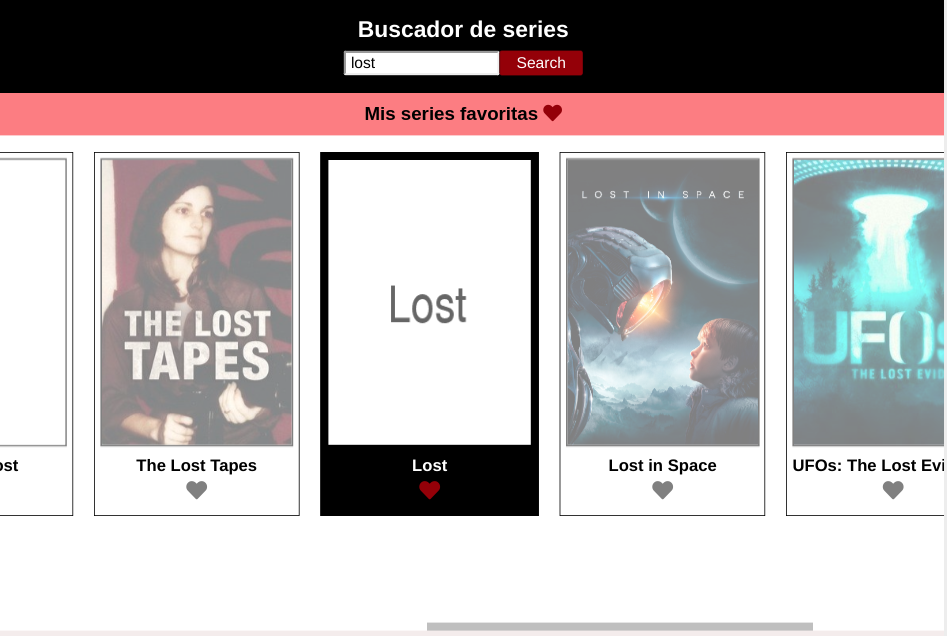 Buscador de series
lost
Search
Mis series favoritas
THE LOST
TAPES
Lost
LOST IN SPACE
UFOS
THE LOST EVID
ost
The Lost Tapes
Lost
Lost in Space
UFOs: The Lost Evi